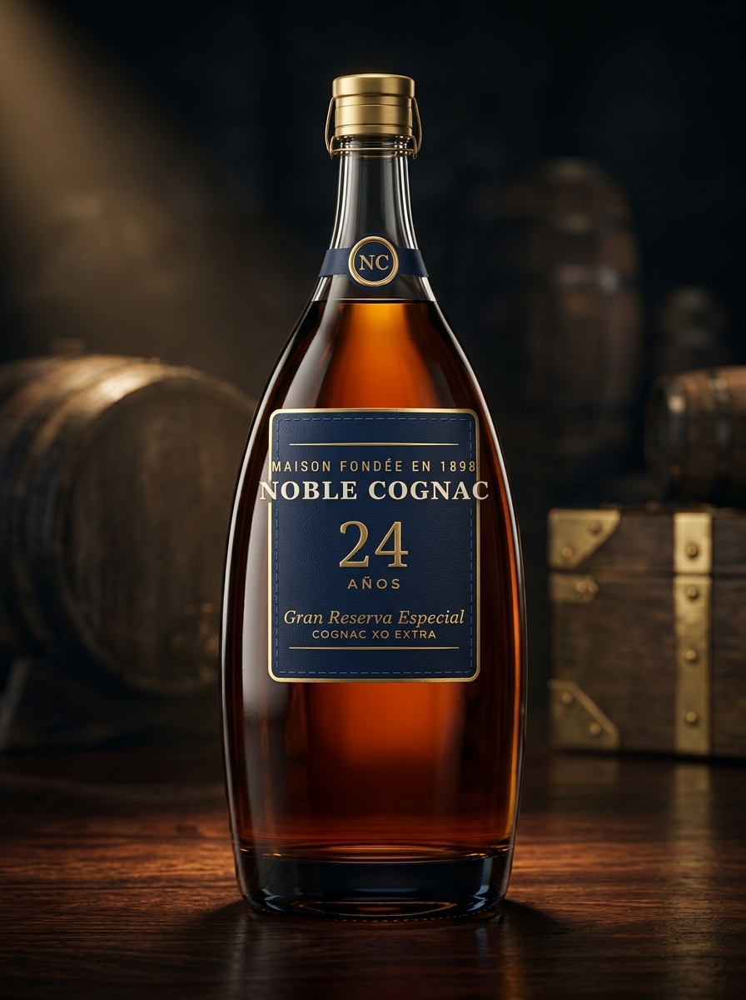 NC
MAISON FONDÉE EN 1898
NOBLE COGNAC
24
AÑOS
Gran Reserva Especial
COGNAC XO EXTRA